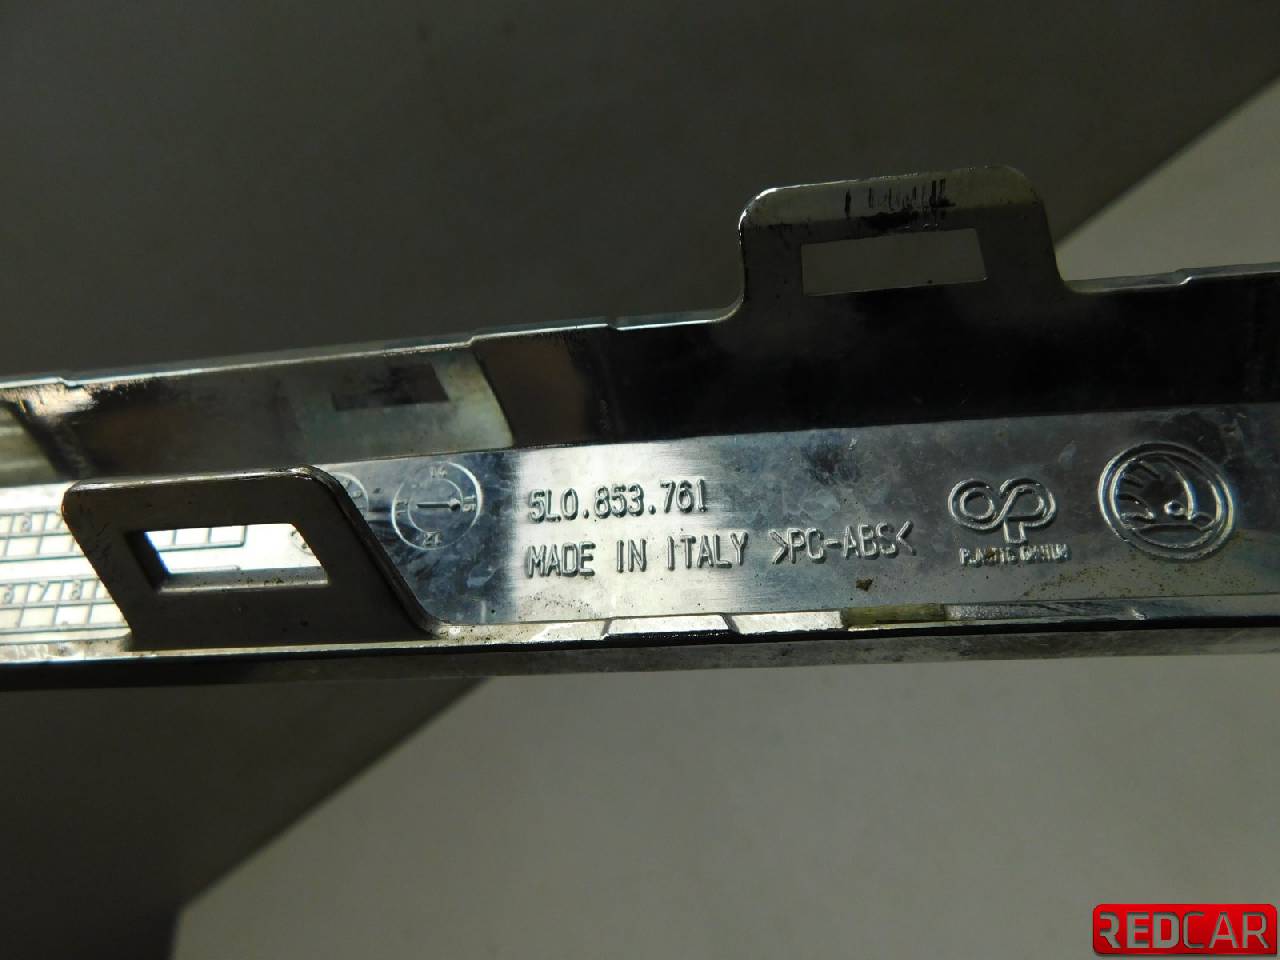 5L0.853.761
MADE IN ITALY >PC-ABS<
REDCAR